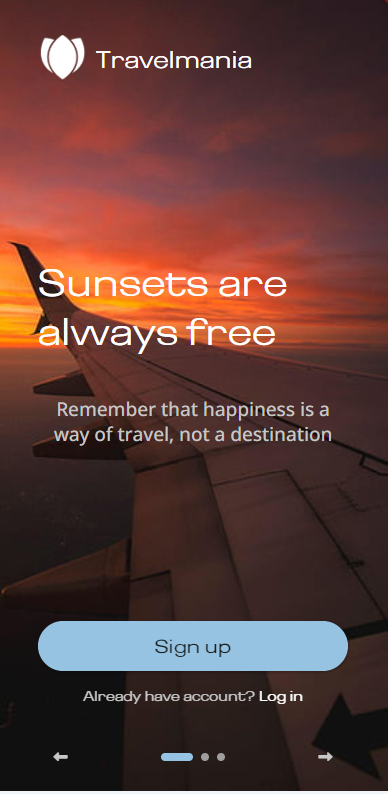 Travelmania
Sunsets are
always free
Remember that happiness is a
way of travel, not a destination
Sign up
Already have account? Log in